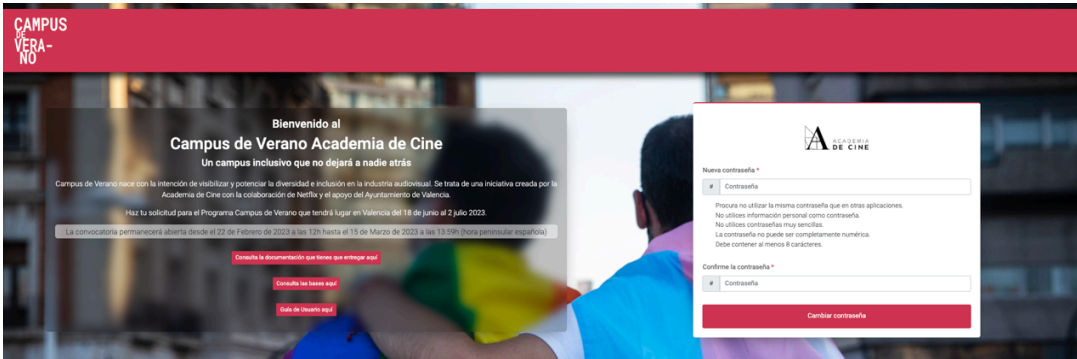 CAMPUS
DE
VERA-
NO
Bienvenido al
Campus de Verano Academia de Cine
Un campus inclusivo que no dejará a nadie atrás
Campus de Verano nace con la intención de visibilizar y potenciar la diversidad e inclusión en la industria audiovisual. Se trata de una iniciativa creada por la
Academia de Cine con la colaboración de Netflix y el apoyo del Ayuntamiento de Valencia.
Haz tu solicitud para el Programa Campus de Verano que tendrá lugar en Valencia del 18 de junio al 2 julio 2023.
La convocatoria permanecerá abierta desde el 22 de Febrero de 2023 a las 12h hasta el 15 de Marzo de 2023 a las 13:59h (hora peninsular española)
Consulta la documentación que tienes que entregar aquí
Consulta las bases aquí
Guía de Usuario aquí
ACADEMIA
DE CINE
Nueva contraseña *
# Contraseña
Procura no utilizar la misma contraseña que en otras aplicaciones.
No utilices información personal como contraseña.
No utilices contraseñas muy sencillas.
La contraseña no puede ser completamente numérica.
Debe contener al menos 8 carácteres.
Confirme la contraseña *
# Contraseña
Cambiar contraseña